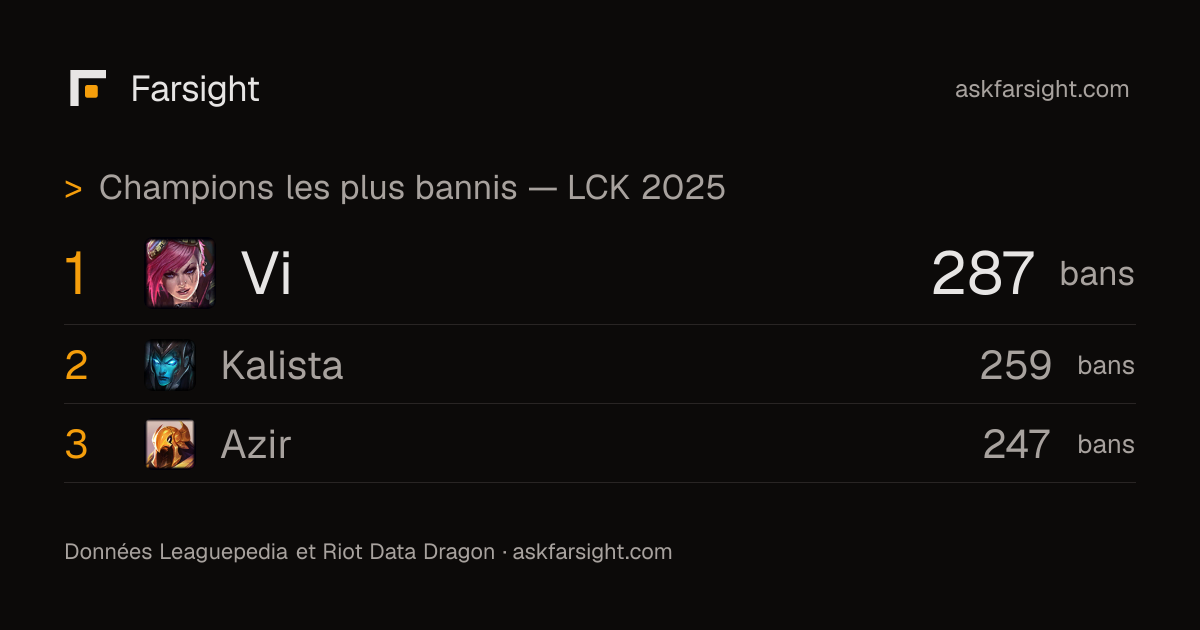 Farsight
askfarsight.com
> Champions les plus bannis — LCK 2025
1 Vi 287 bans
2 Kalista 259 bans
3 Azir 247 bans
Données Leaguepedia et Riot Data Dragon · askfarsight.com